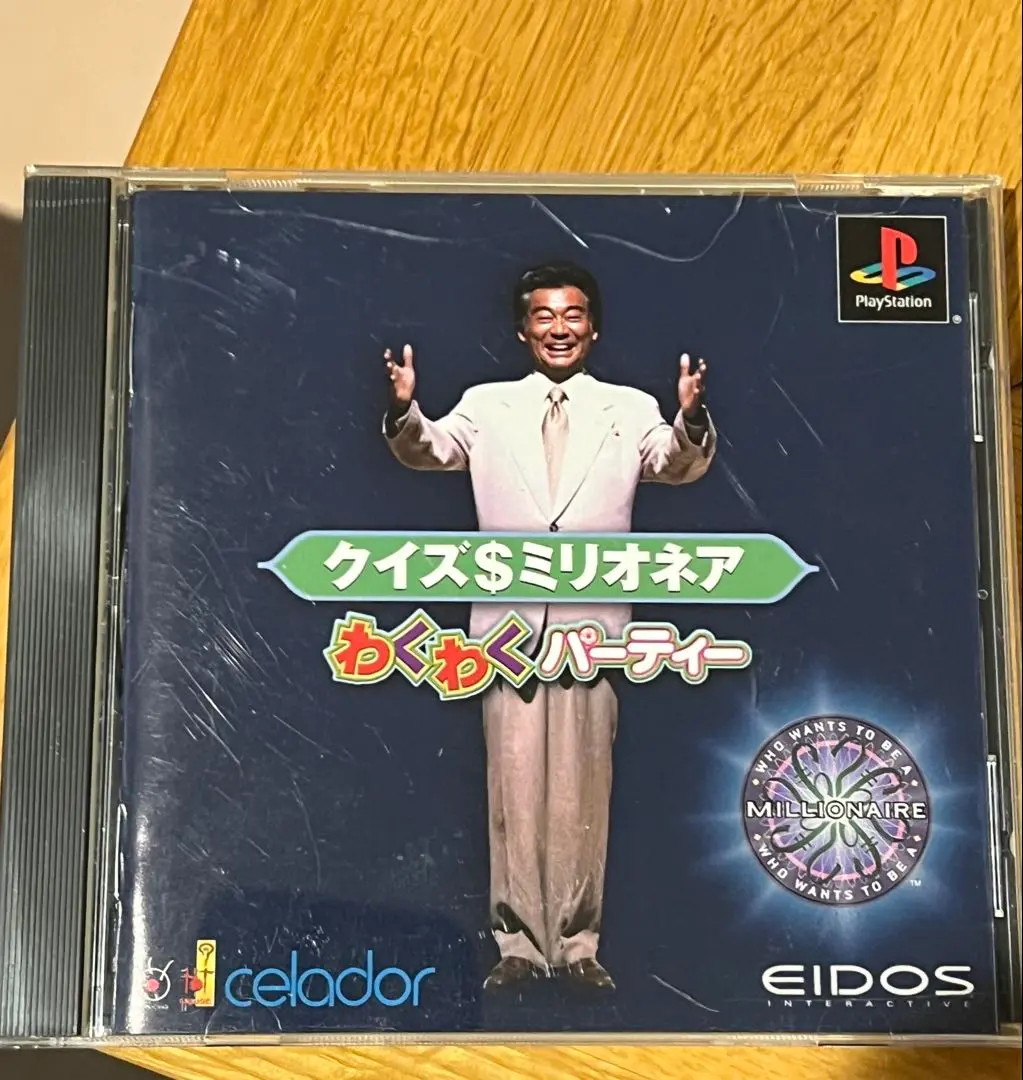 PlayStation
クイズ$ミリオネア
わくわくパーティー
WHO WANTS TO BE A
MILLIONAIRE
WHO WANTS TO BE A
TM
celador
EIDOS
INTERACTIVE